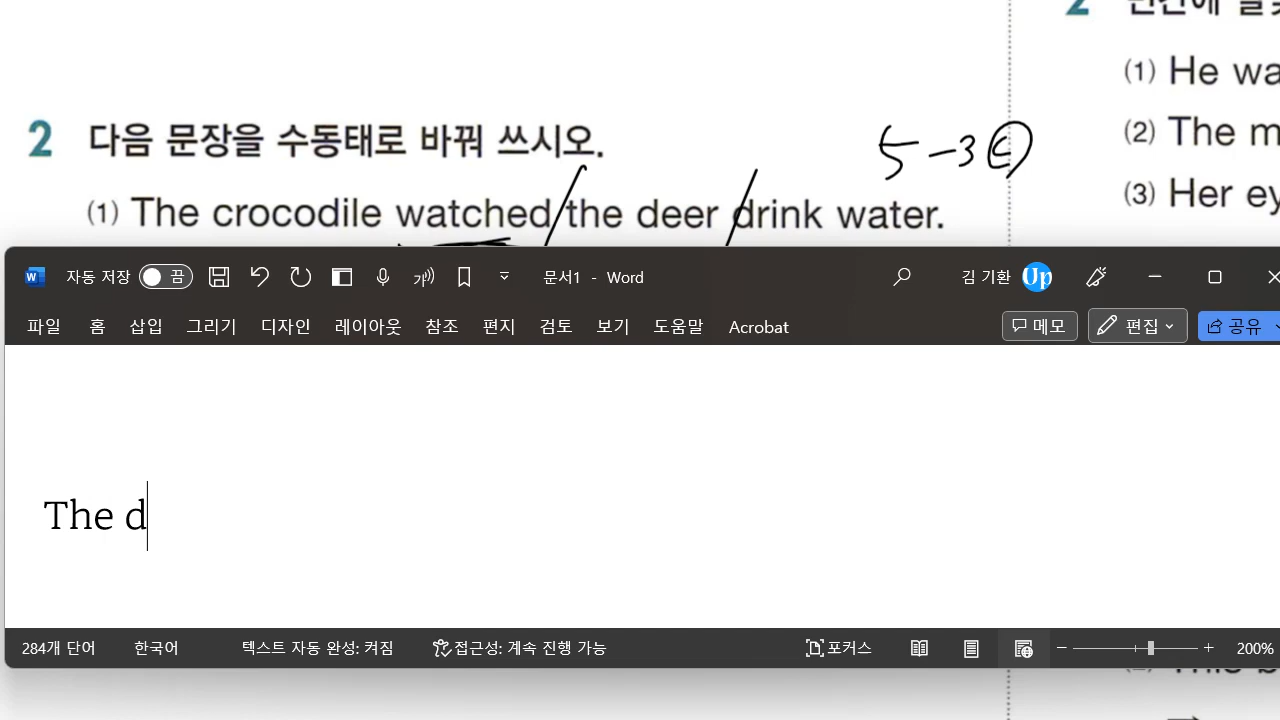 2 다음 문장을 수동태로 바꿔 쓰시오.
5-3 ⓒ
(1) The crocodile watched the deer drink water.
2
(1) He wa
(2) The m
(3) Her ey
자동 저장 끔 가 문서1 - Word 김 기환 Up
파일 홈 삽입 그리기 디자인 레이아웃 참조 편지 검토 보기 도움말 Acrobat 메모 편집 공유
The d
284개 단어 한국어 텍스트 자동 완성: 켜짐 접근성: 계속 진행 가능 포커스 200%